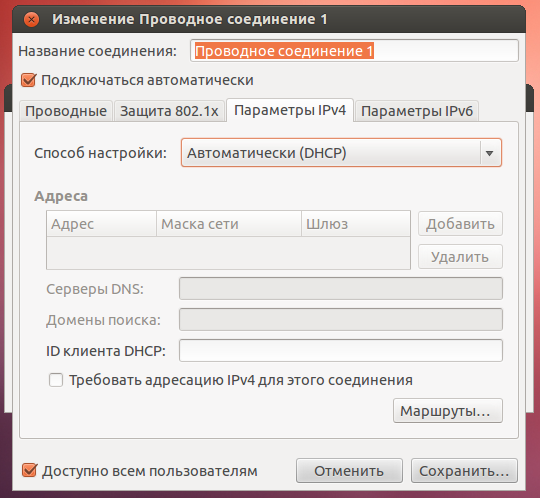 Изменение Проводное соединение 1
Название соединения: Проводное соединение 1
Подключаться автоматически
Проводные Защита 802.1x Параметры IPv4 Параметры IPv6
Способ настройки: Автоматически (DHCP)
Адреса
Адрес Маска сети Шлюз Добавить
Удалить
Серверы DNS:
Домены поиска:
ID клиента DHCP:
Требовать адресацию IPv4 для этого соединения
Маршруты...
Доступно всем пользователям Отменить Сохранить...